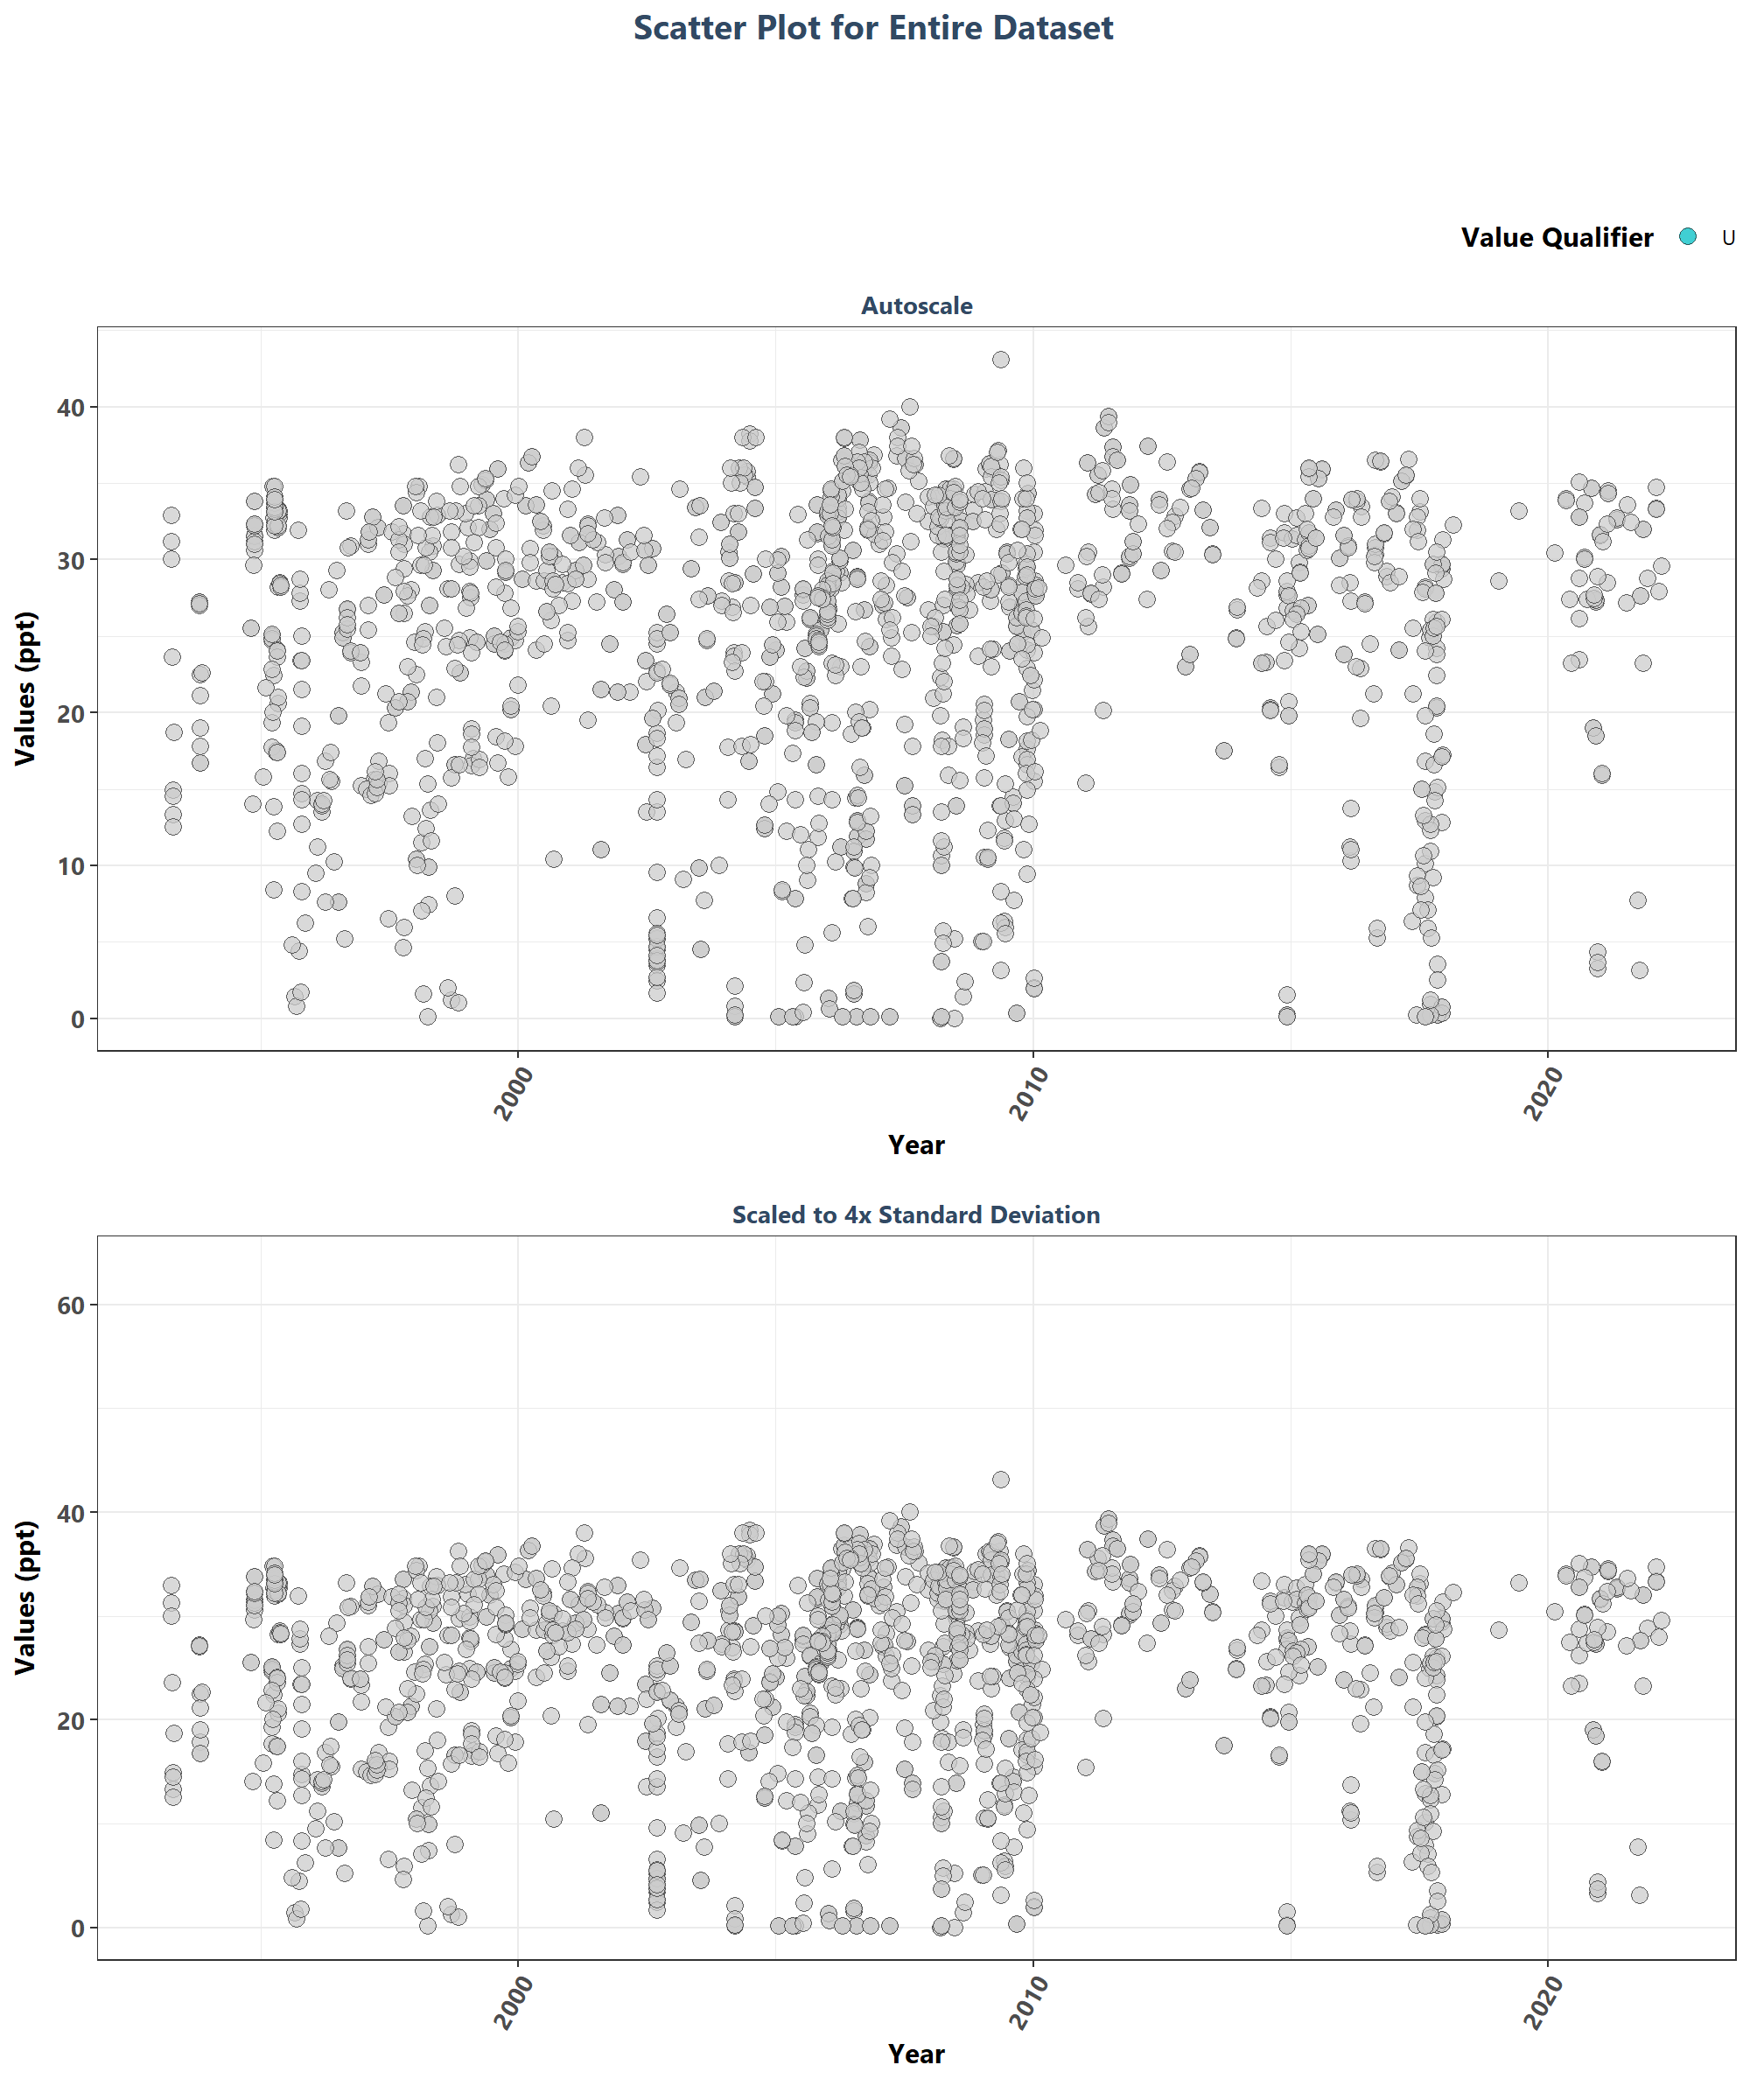 Scatter Plot for Entire Dataset
Value Qualifier U
Autoscale
Values (ppt)
40
30
20
10
0
2000 2010 2020
Year
Scaled to 4x Standard Deviation
Values (ppt)
60
40
20
0
2000 2010 2020
Year